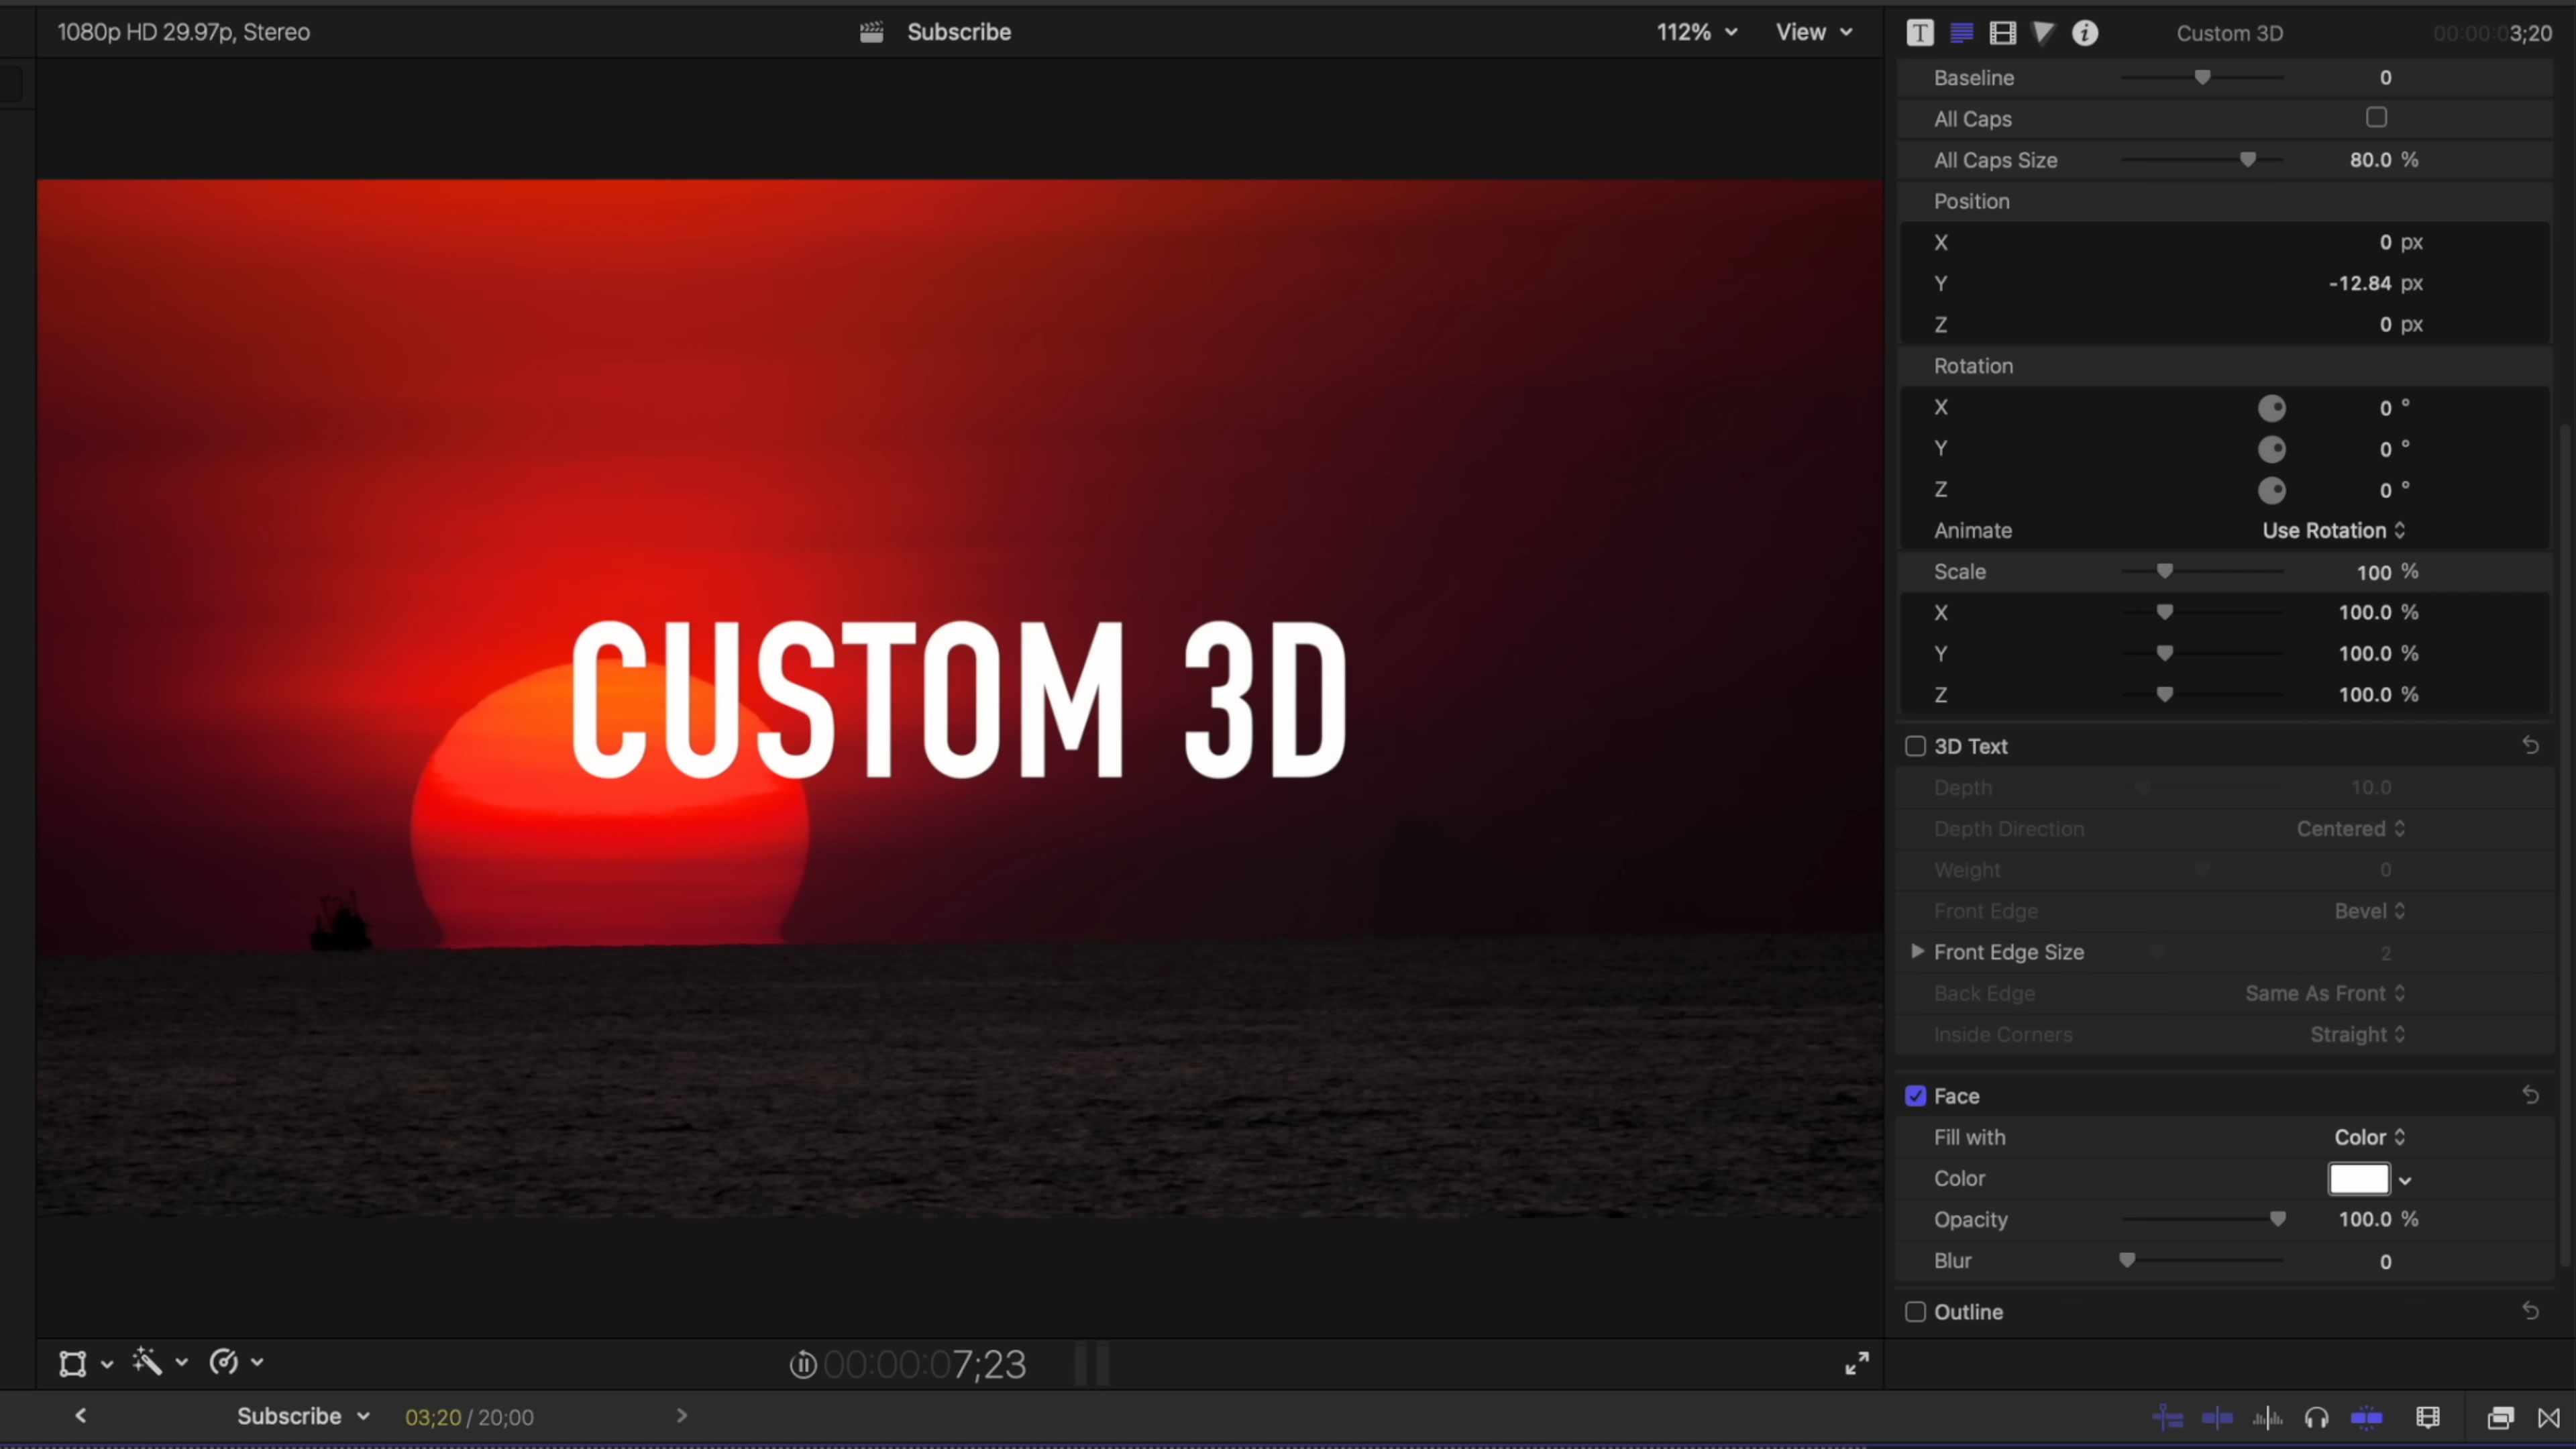 1080p HD 29.97p, Stereo
Subscribe
112%
View
T
i
Custom 3D
00:00:03;20
Baseline 0
All Caps
All Caps Size 80.0 %
Position
X 0 px
Y -12.84 px
Z 0 px
Rotation
X 0 °
Y 0 °
Z 0 °
Animate Use Rotation
Scale 100 %
X 100.0 %
Y 100.0 %
Z 100.0 %
3D Text
Depth 10.0
Depth Direction Centered
Weight 0
Front Edge Bevel
Front Edge Size 2
Back Edge Same As Front
Inside Corners Straight
Face
Fill with Color
Color
Opacity 100.0 %
Blur 0
Outline
CUSTOM 3D
00:00:07;23
Subscribe
03;20 / 20;00